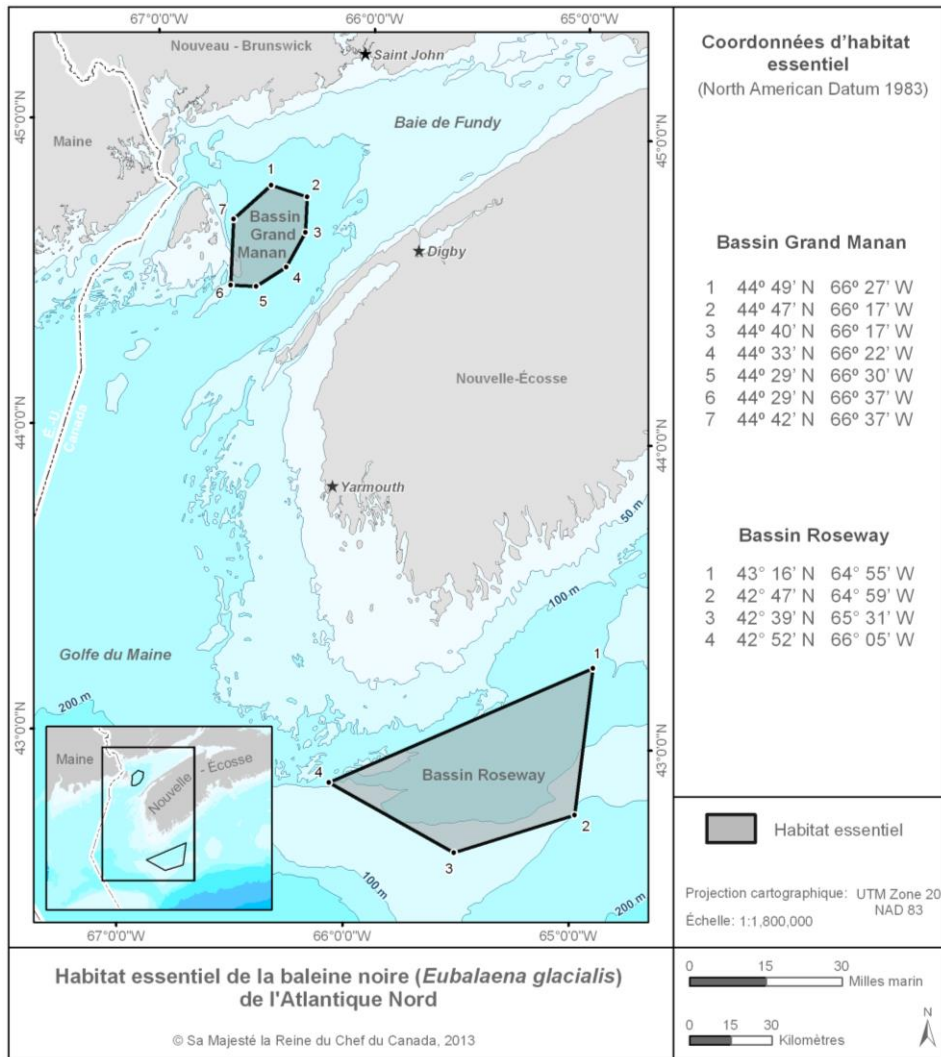 67°0'0"W
66°0'0"W
65°0'0"W
Nouveau - Brunswick
Saint John
45°0'0"N
45°0'0"N
Baie de Fundy
Maine
1
2
3
4
5
6
7
Bassin
Grand
Manan
Digby
Nouvelle-Écosse
44°0'0"N
44°0'0"N
É.-U.
Canada
Yarmouth
50 m
100 m
Golfe du Maine
200 m
43°0'0"N
43°0'0"N
1
2
3
4
Bassin Roseway
100 m
200 m
Maine
Nouvelle - Écosse
67°0'0"W
66°0'0"W
65°0'0"W
Coordonnées d'habitat
essentiel
(North American Datum 1983)
Bassin Grand Manan
1 44º 49' N 66º 27' W
2 44º 47' N 66º 17' W
3 44º 40' N 66º 17' W
4 44º 33' N 66º 22' W
5 44º 29' N 66º 30' W
6 44º 29' N 66º 37' W
7 44º 42' N 66º 37' W
Bassin Roseway
1 43° 16' N 64° 55' W
2 42° 47' N 64° 59' W
3 42° 39' N 65° 31' W
4 42° 52' N 66° 05' W
Habitat essentiel
Projection cartographique: UTM Zone 20
NAD 83
Échelle: 1:1,800,000
Habitat essentiel de la baleine noire (Eubalaena glacialis)
de l'Atlantique Nord
© Sa Majesté la Reine du Chef du Canada, 2013
0 15 30
Milles marin
0 15 30
Kilomètres
N